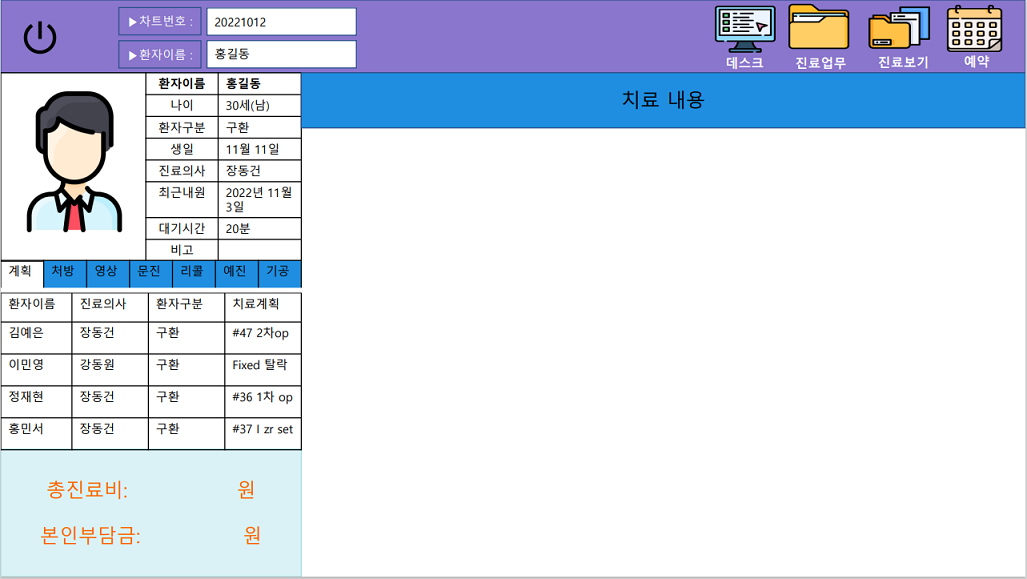 ▶차트번호 : 20221012
▶환자이름 : 홍길동
데스크 진료업무 진료보기 예약
환자이름 홍길동
나이 30세(남)
환자구분 구환
생일 11월 11일
진료의사 장동건
최근내원 2022년 11월
3일
대기시간 20분
비고
치료 내용
계획 처방 영상 문진 리콜 예진 기공
환자이름 진료의사 환자구분 치료계획
김예은 장동건 구환 #47 2차op
이민영 강동원 구환 Fixed 탈락
정재현 장동건 구환 #36 1차 op
홍민서 장동건 구환 #37 I zr set
총진료비: 원
본인부담금: 원